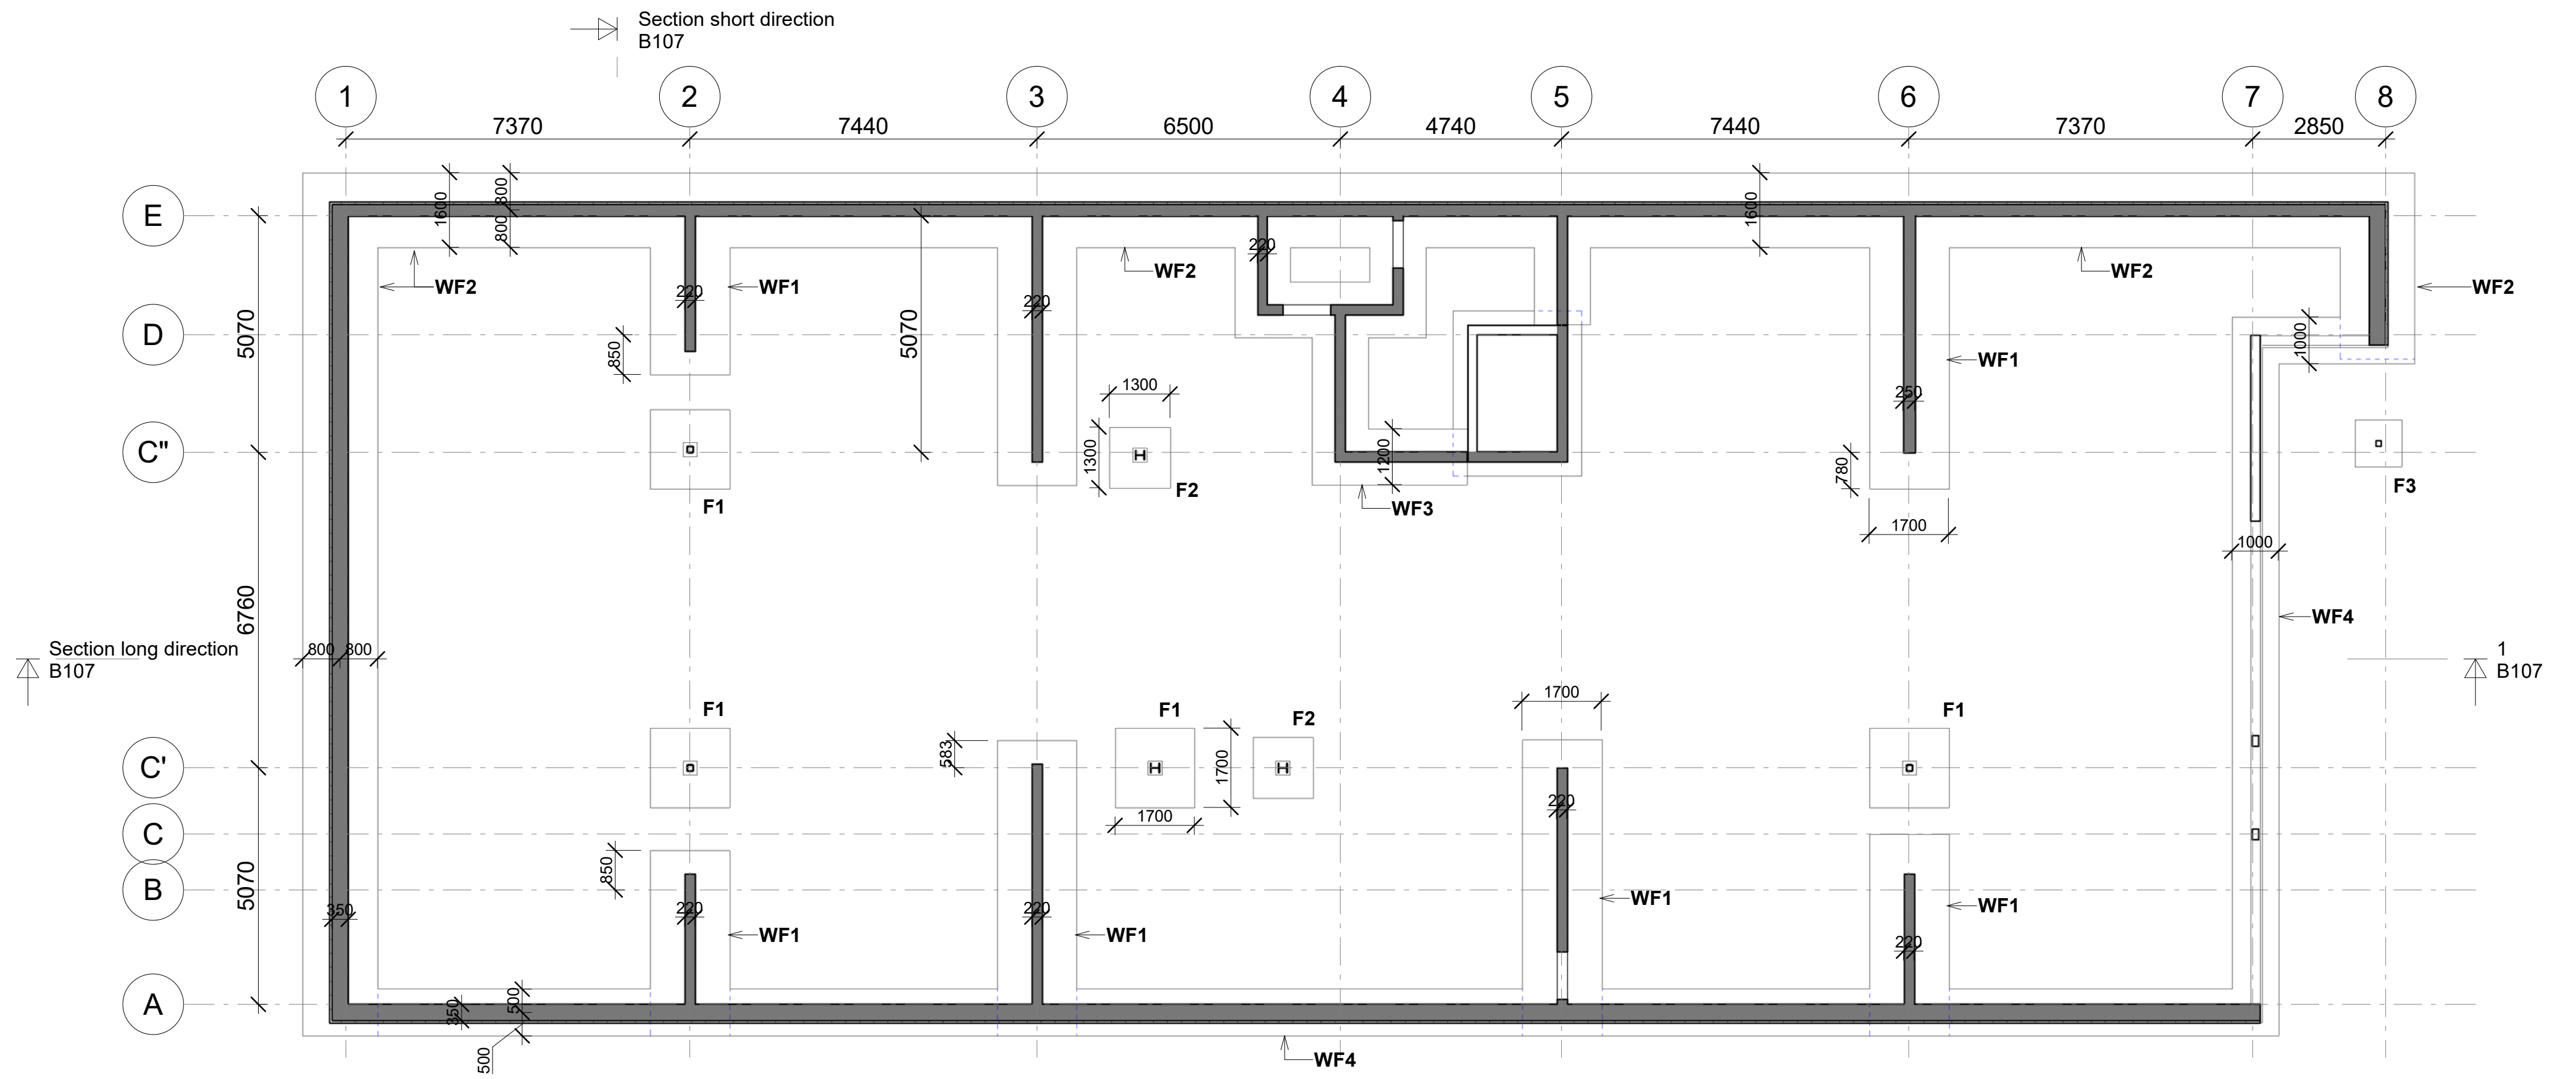 Section short direction
B107
1
2
3
4
5
6
7
8
7370
7440
6500
4740
7440
7370
2850
E
D
C"
C'
C
B
A
5070
6760
5070
1600
800
800
1600
5070
220
220
220
WF2
WF1
WF2
WF2
WF2
850
1000
WF1
250
1300
1300
1200
780
F1
F2
WF3
F3
1700
1000
WF4
Section long direction
B107
800
800
1
B107
1700
F1
F1
F2
F1
583
1700
1700
220
850
350
220
220
WF1
WF1
WF1
WF1
220
350
500
500
WF4